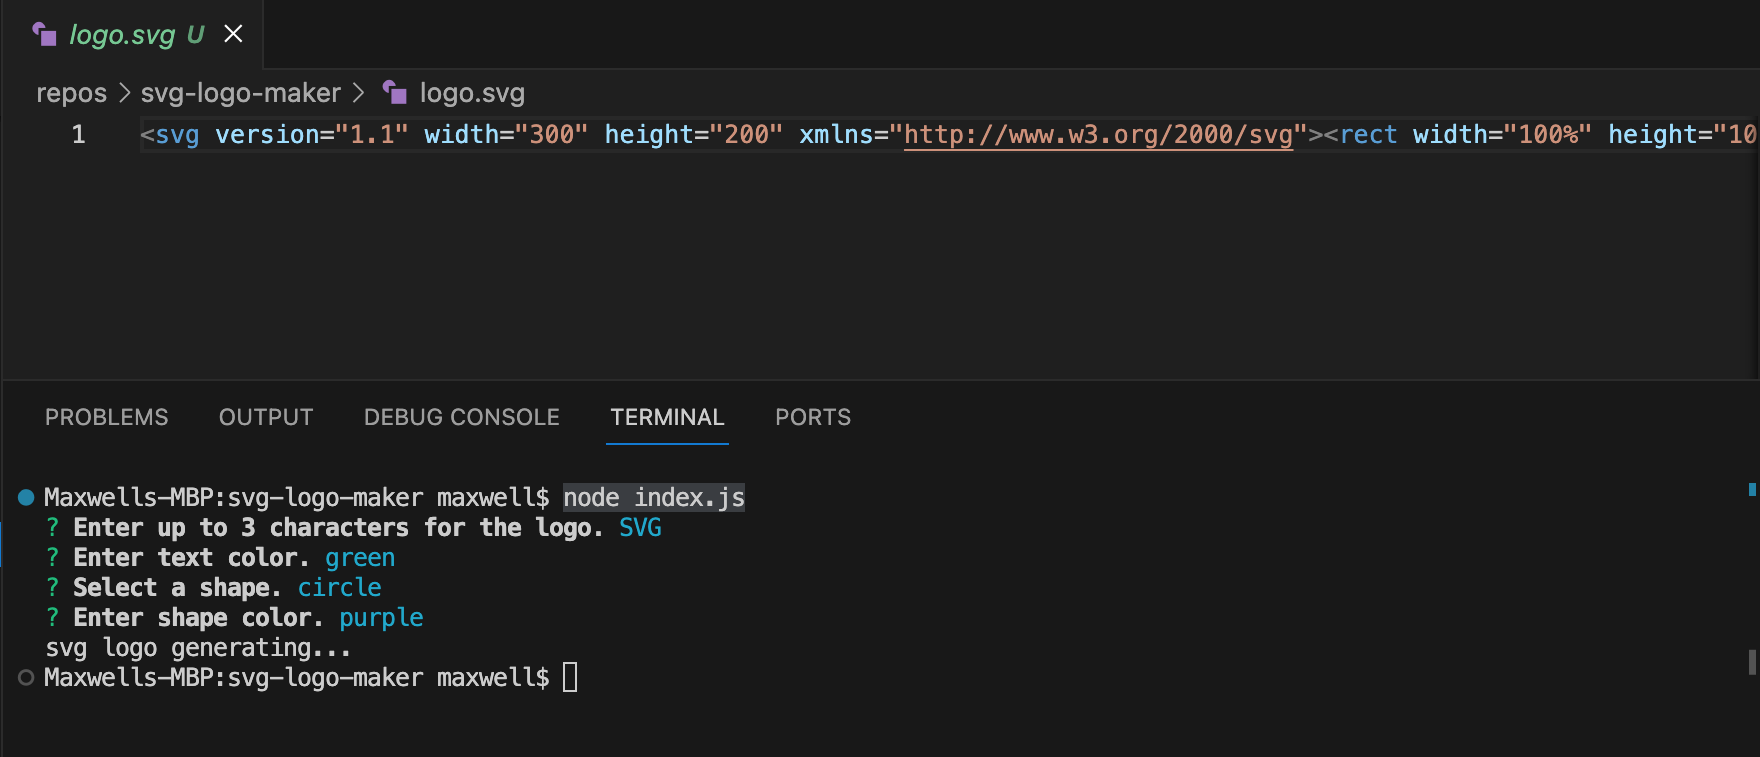 logo.svg U
repos > svg-logo-maker > logo.svg
1 <svg version="1.1" width="300" height="200" xmlns="http://www.w3.org/2000/svg"><rect width="100%" height="10
PROBLEMS OUTPUT DEBUG CONSOLE TERMINAL PORTS
Maxwells-MBP:svg-logo-maker maxwell$ node index.js
? Enter up to 3 characters for the logo. SVG
? Enter text color. green
? Select a shape. circle
? Enter shape color. purple
svg logo generating...
Maxwells-MBP:svg-logo-maker maxwell$